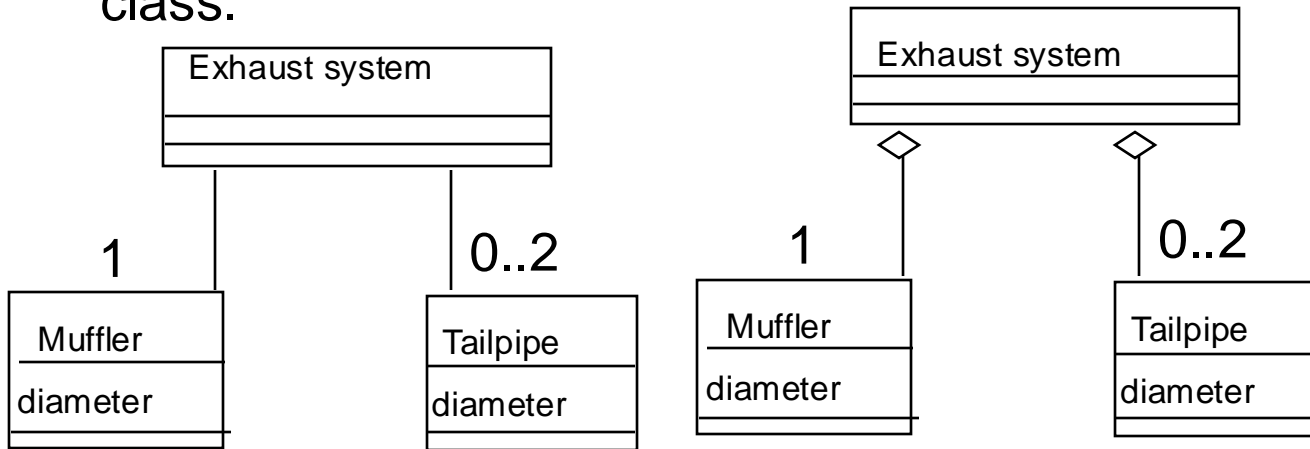 class.
Exhaust system
1
0..2
Muffler
diameter
Tailpipe
diameter
Exhaust system
1
0..2
Muffler
diameter
Tailpipe
diameter